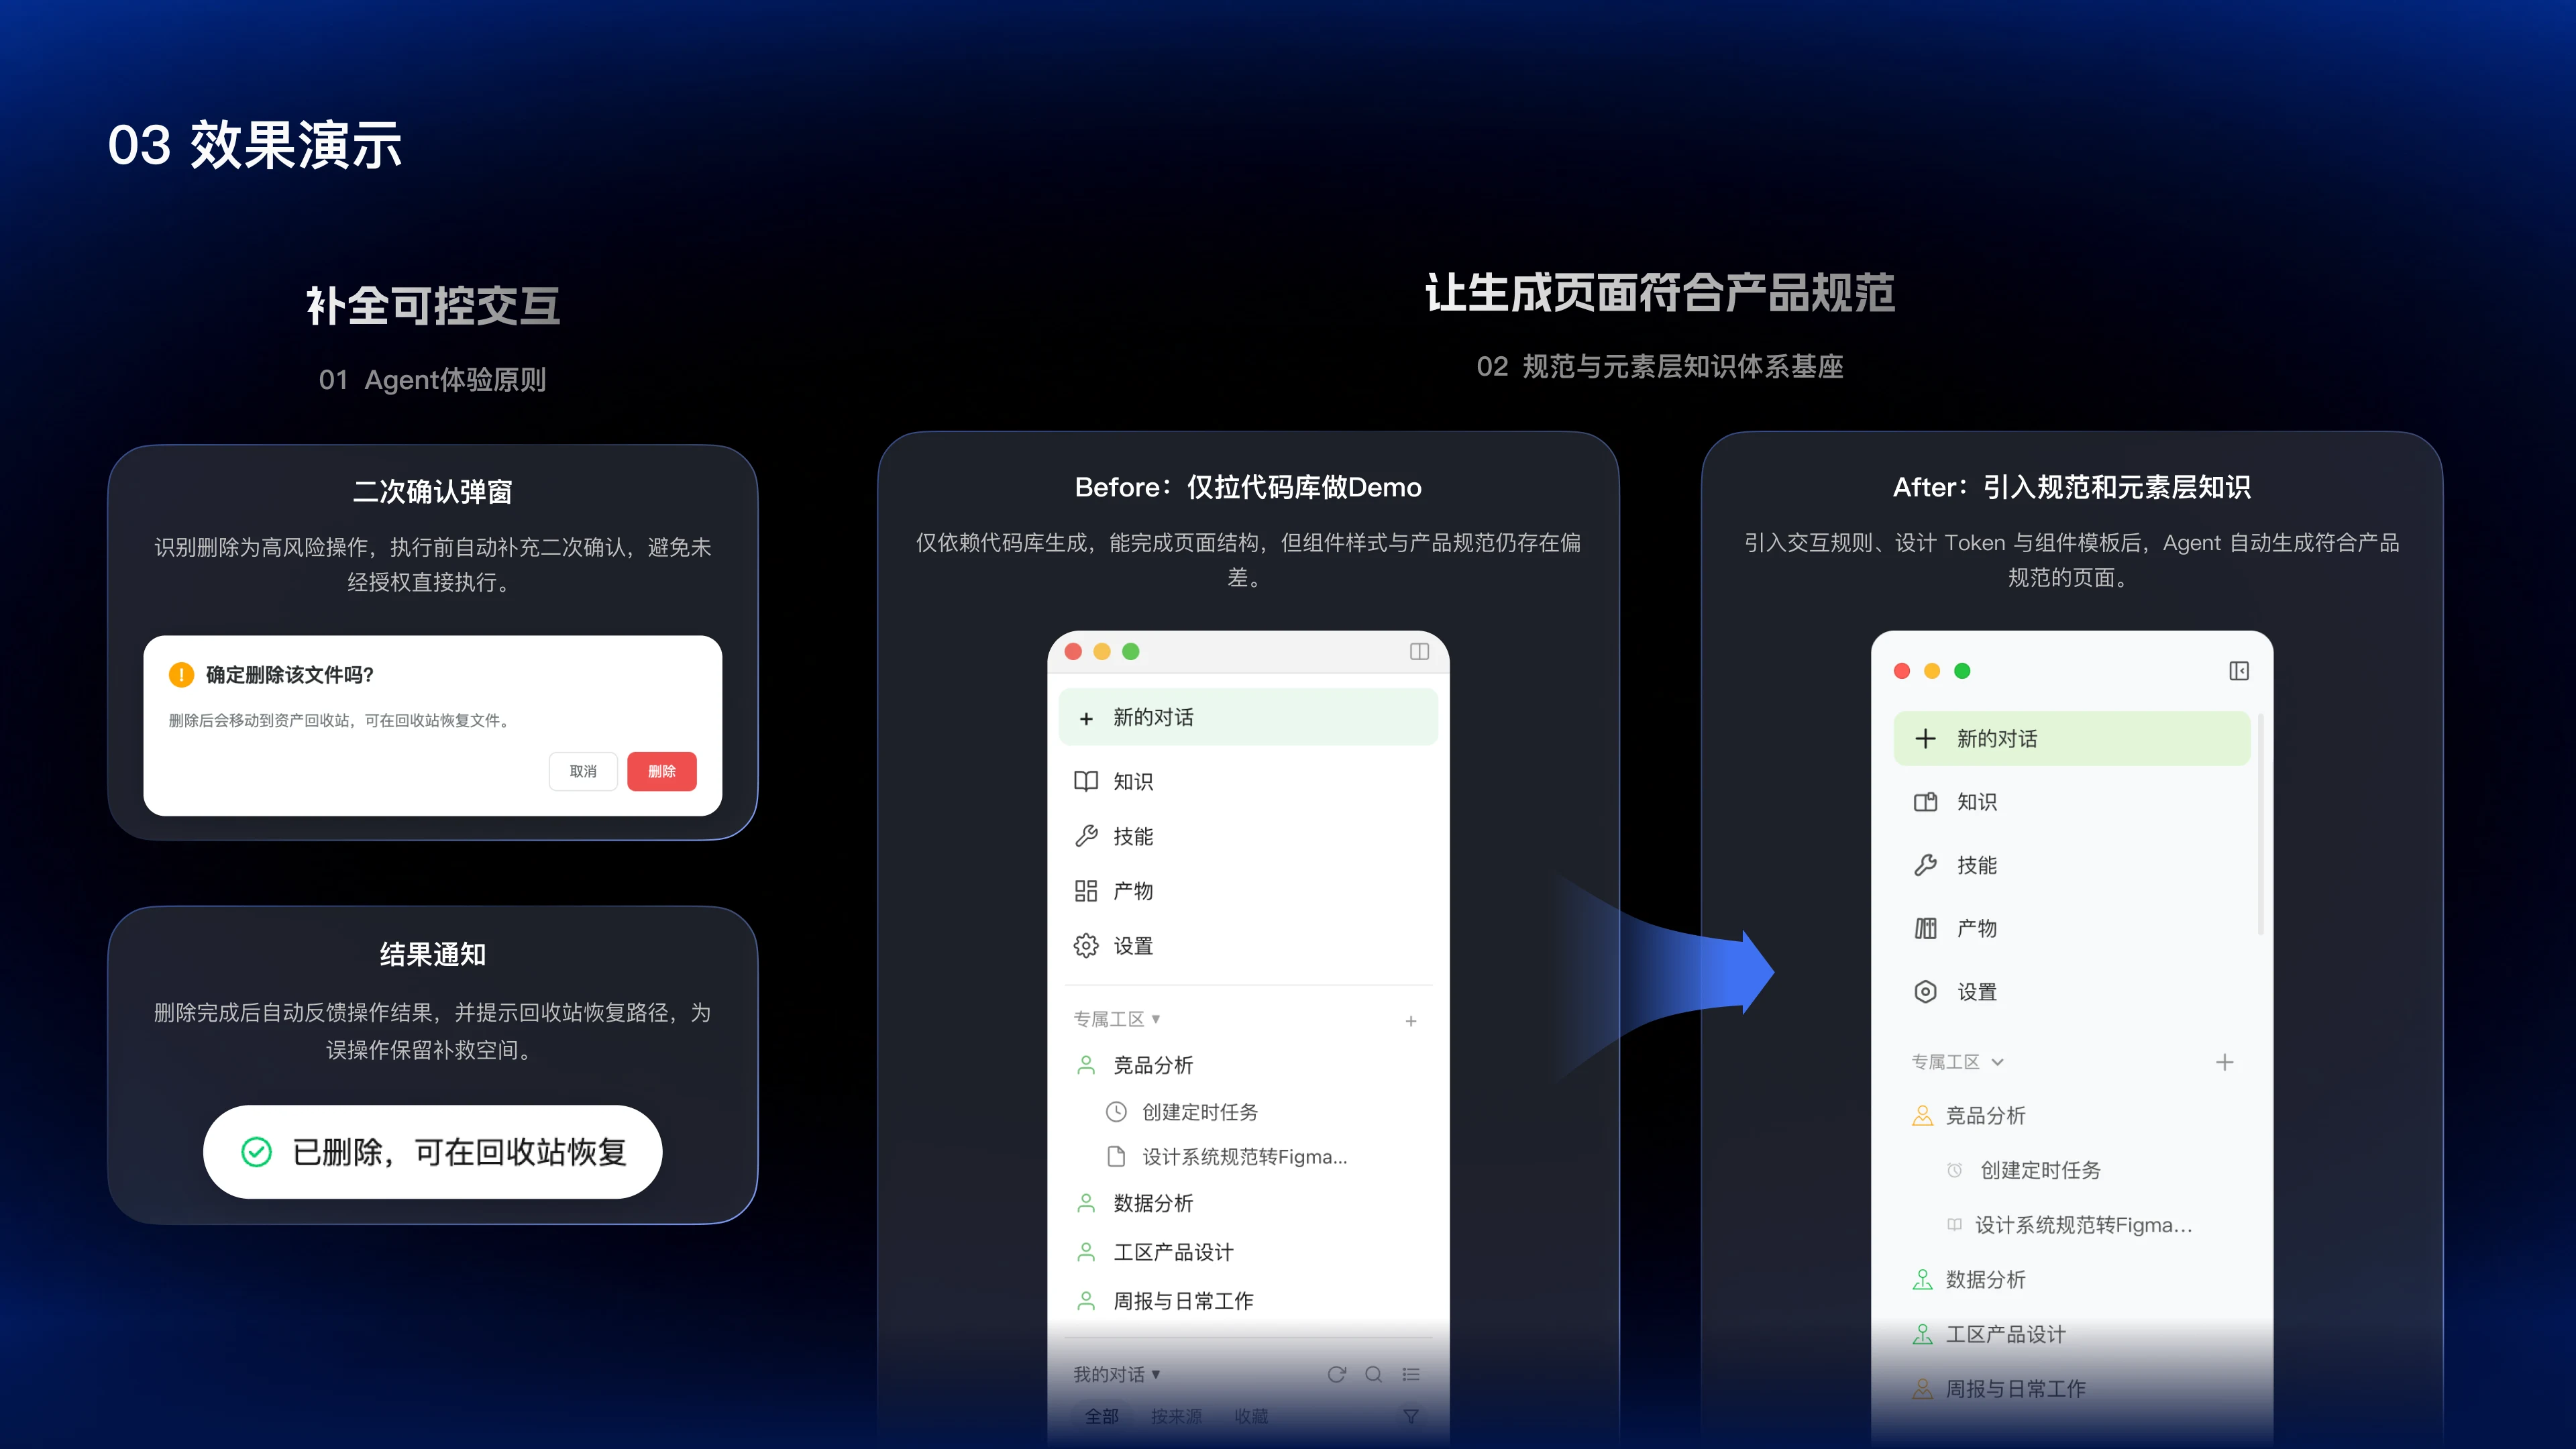 03 效果演示
补全可控交互
01 Agent体验原则
二次确认弹窗
识别删除为高风险操作，执行前自动补充二次确认，避免未
经授权直接执行。
确定删除该文件吗?
删除后会移动到资产回收站，可在回收站恢复文件。
取消
删除
结果通知
删除完成后自动反馈操作结果，并提示回收站恢复路径，为
误操作保留补救空间。
已删除，可在回收站恢复
让生成页面符合产品规范
02 规范与元素层知识体系基座
Before：仅拉代码库做Demo
仅依赖代码库生成，能完成页面结构，但组件样式与产品规范仍存在偏
差。
新的对话
知识
技能
产物
设置
专属工区
竞品分析
创建定时任务
设计系统规范转Figma...
数据分析
工区产品设计
周报与日常工作
我的对话
全部 按来源 收藏
After：引入规范和元素层知识
引入交互规则、设计 Token 与组件模板后，Agent 自动生成符合产品
规范的页面。
新的对话
知识
技能
产物
设置
专属工区
竞品分析
创建定时任务
设计系统规范转Figma...
数据分析
工区产品设计
周报与日常工作